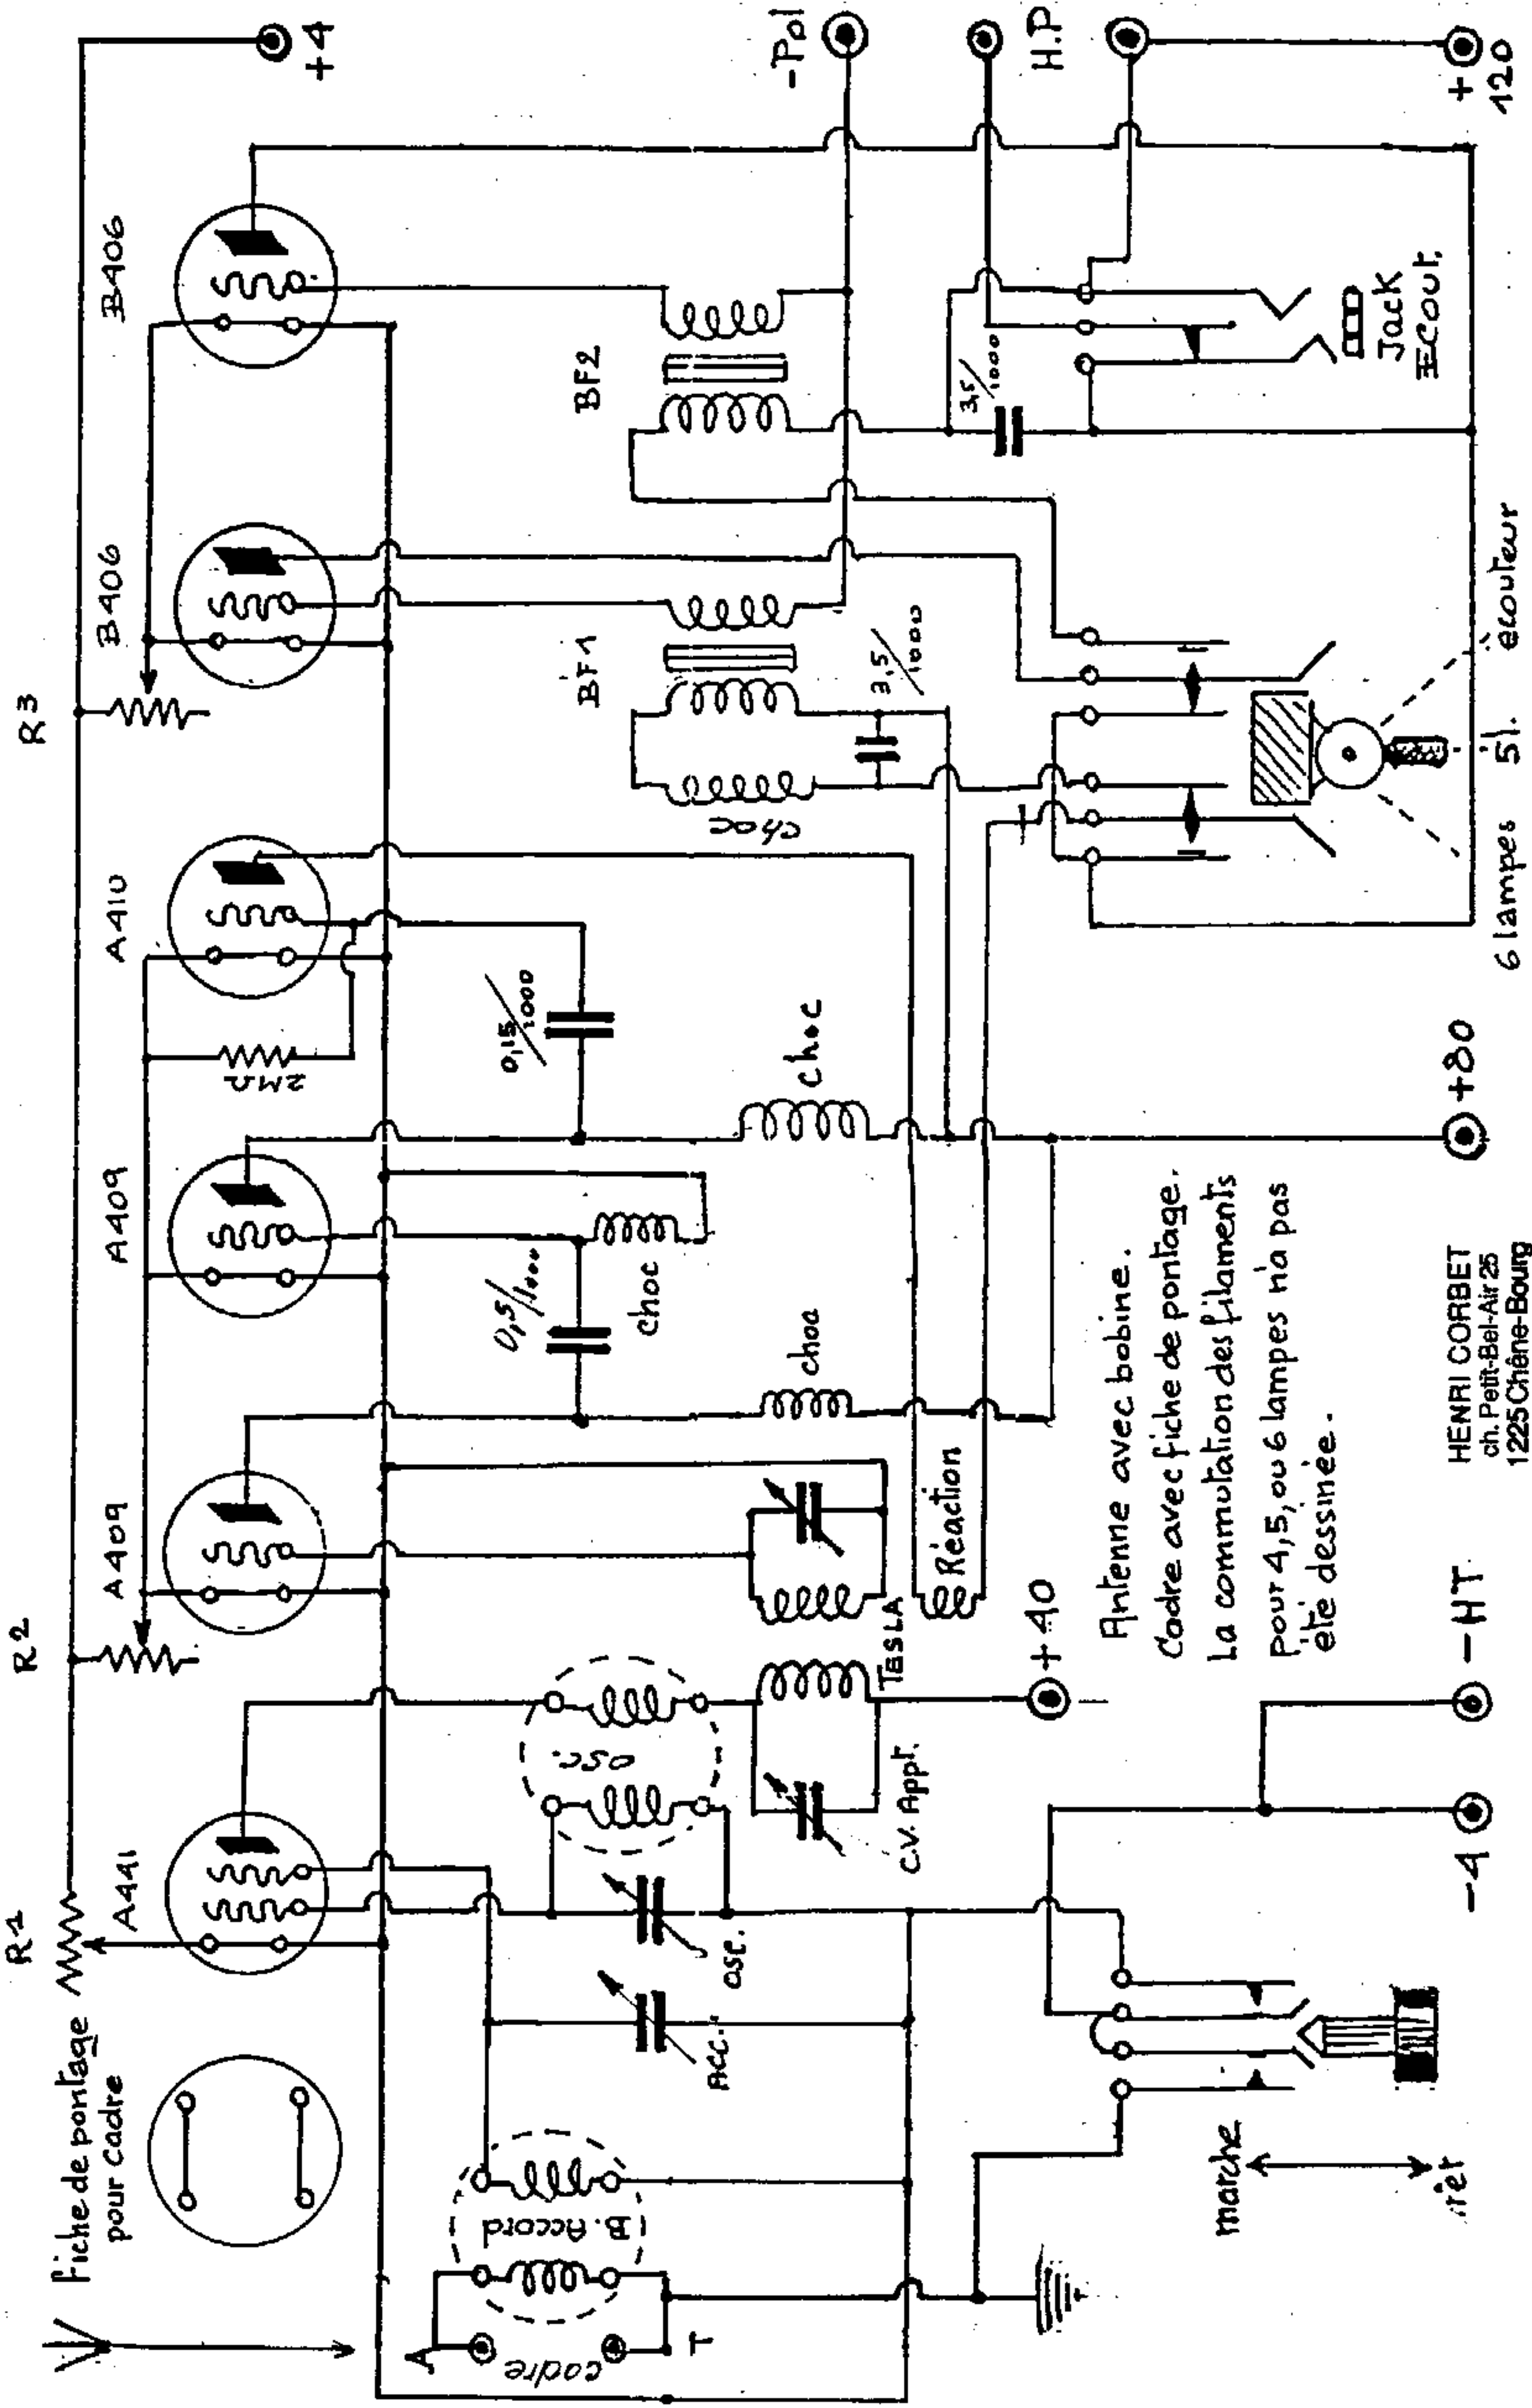 R1
R2
R3
A441
A409
A409
A410
B406
B406
+4
Fiche de pontage
pour cadre
A
cadre
T
B. Accord
ACC.
osc.
osc.
C.V. Appt.
TESLA
Réaction
0,5/1000
choc
choa
2MΩ
0,15/1000
choc
choc
BF1
3,5/1000
BF2
3,5/1000
-Pol
H.P
+
120
Jack
Ecout.
6 lampes 5l. écouteur
+80
+40
-HT
-4
marche
Antenne avec bobine.
Cadre avec fiche de pontage.
La commutation des filaments
pour 4,5, ou 6 lampes n'a pas
été dessinée.
HENRI CORBET
ch. Petit-Bel-Air 25
1225 Chêne-Bourg